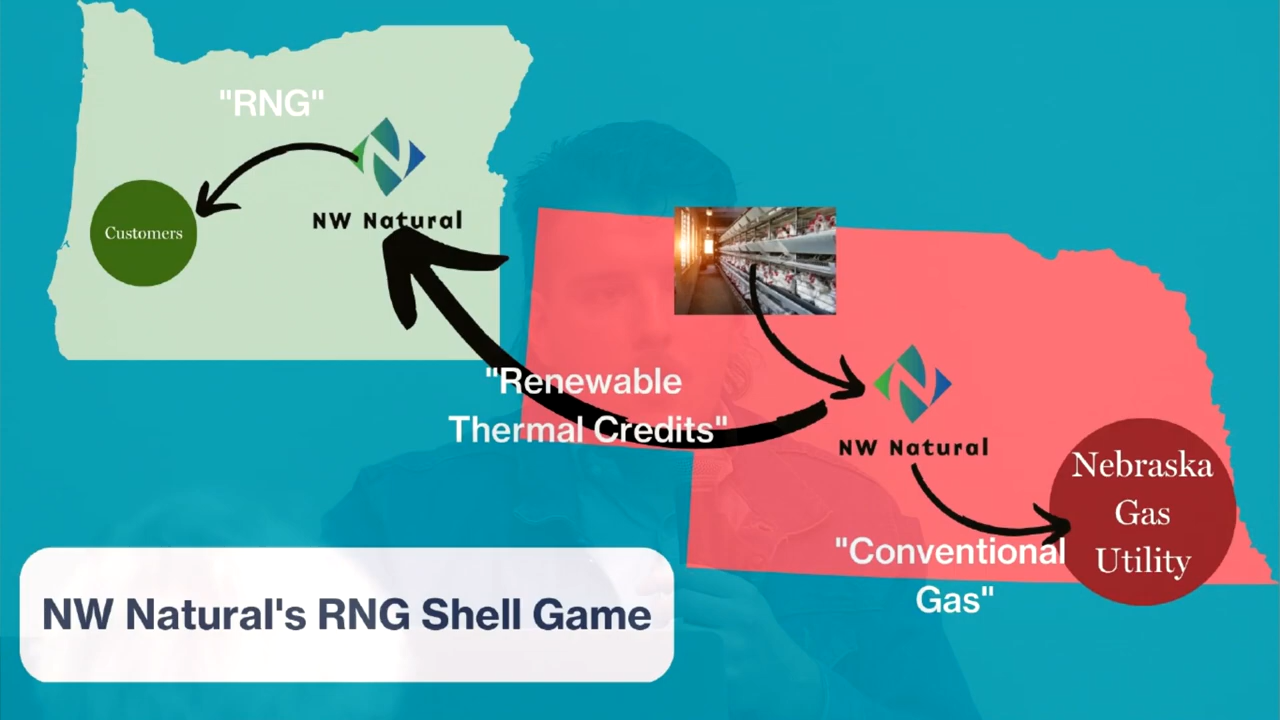 "RNG"
NW Natural
Customers
"Renewable
Thermal Credits"
NW Natural
Nebraska
Gas
Utility
"Conventional
Gas"
NW Natural's RNG Shell Game